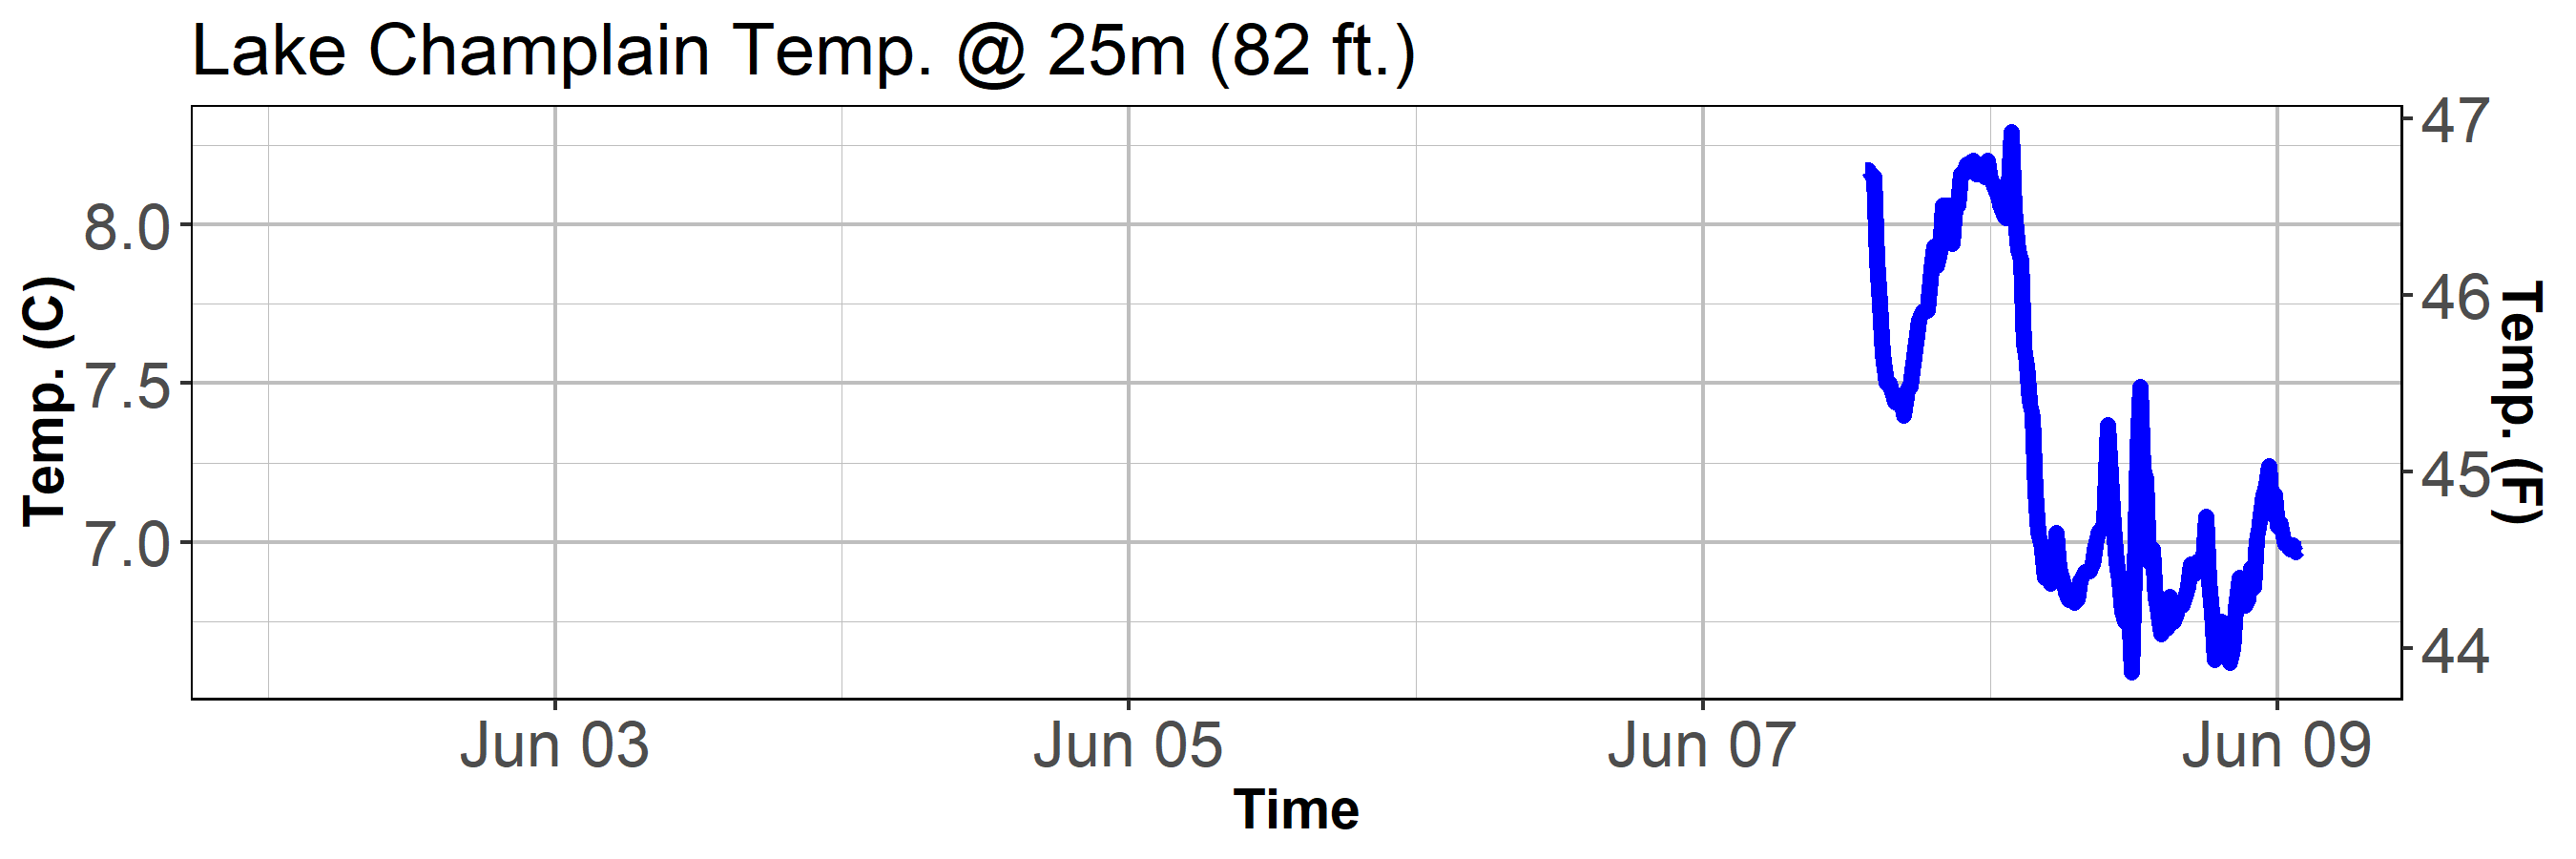 Lake Champlain Temp. @ 25m (82 ft.)
47
8.0
46
7.5
45
7.0
44
Temp. (C)
Temp. (F)
Jun 03 Jun 05 Jun 07 Jun 09
Time